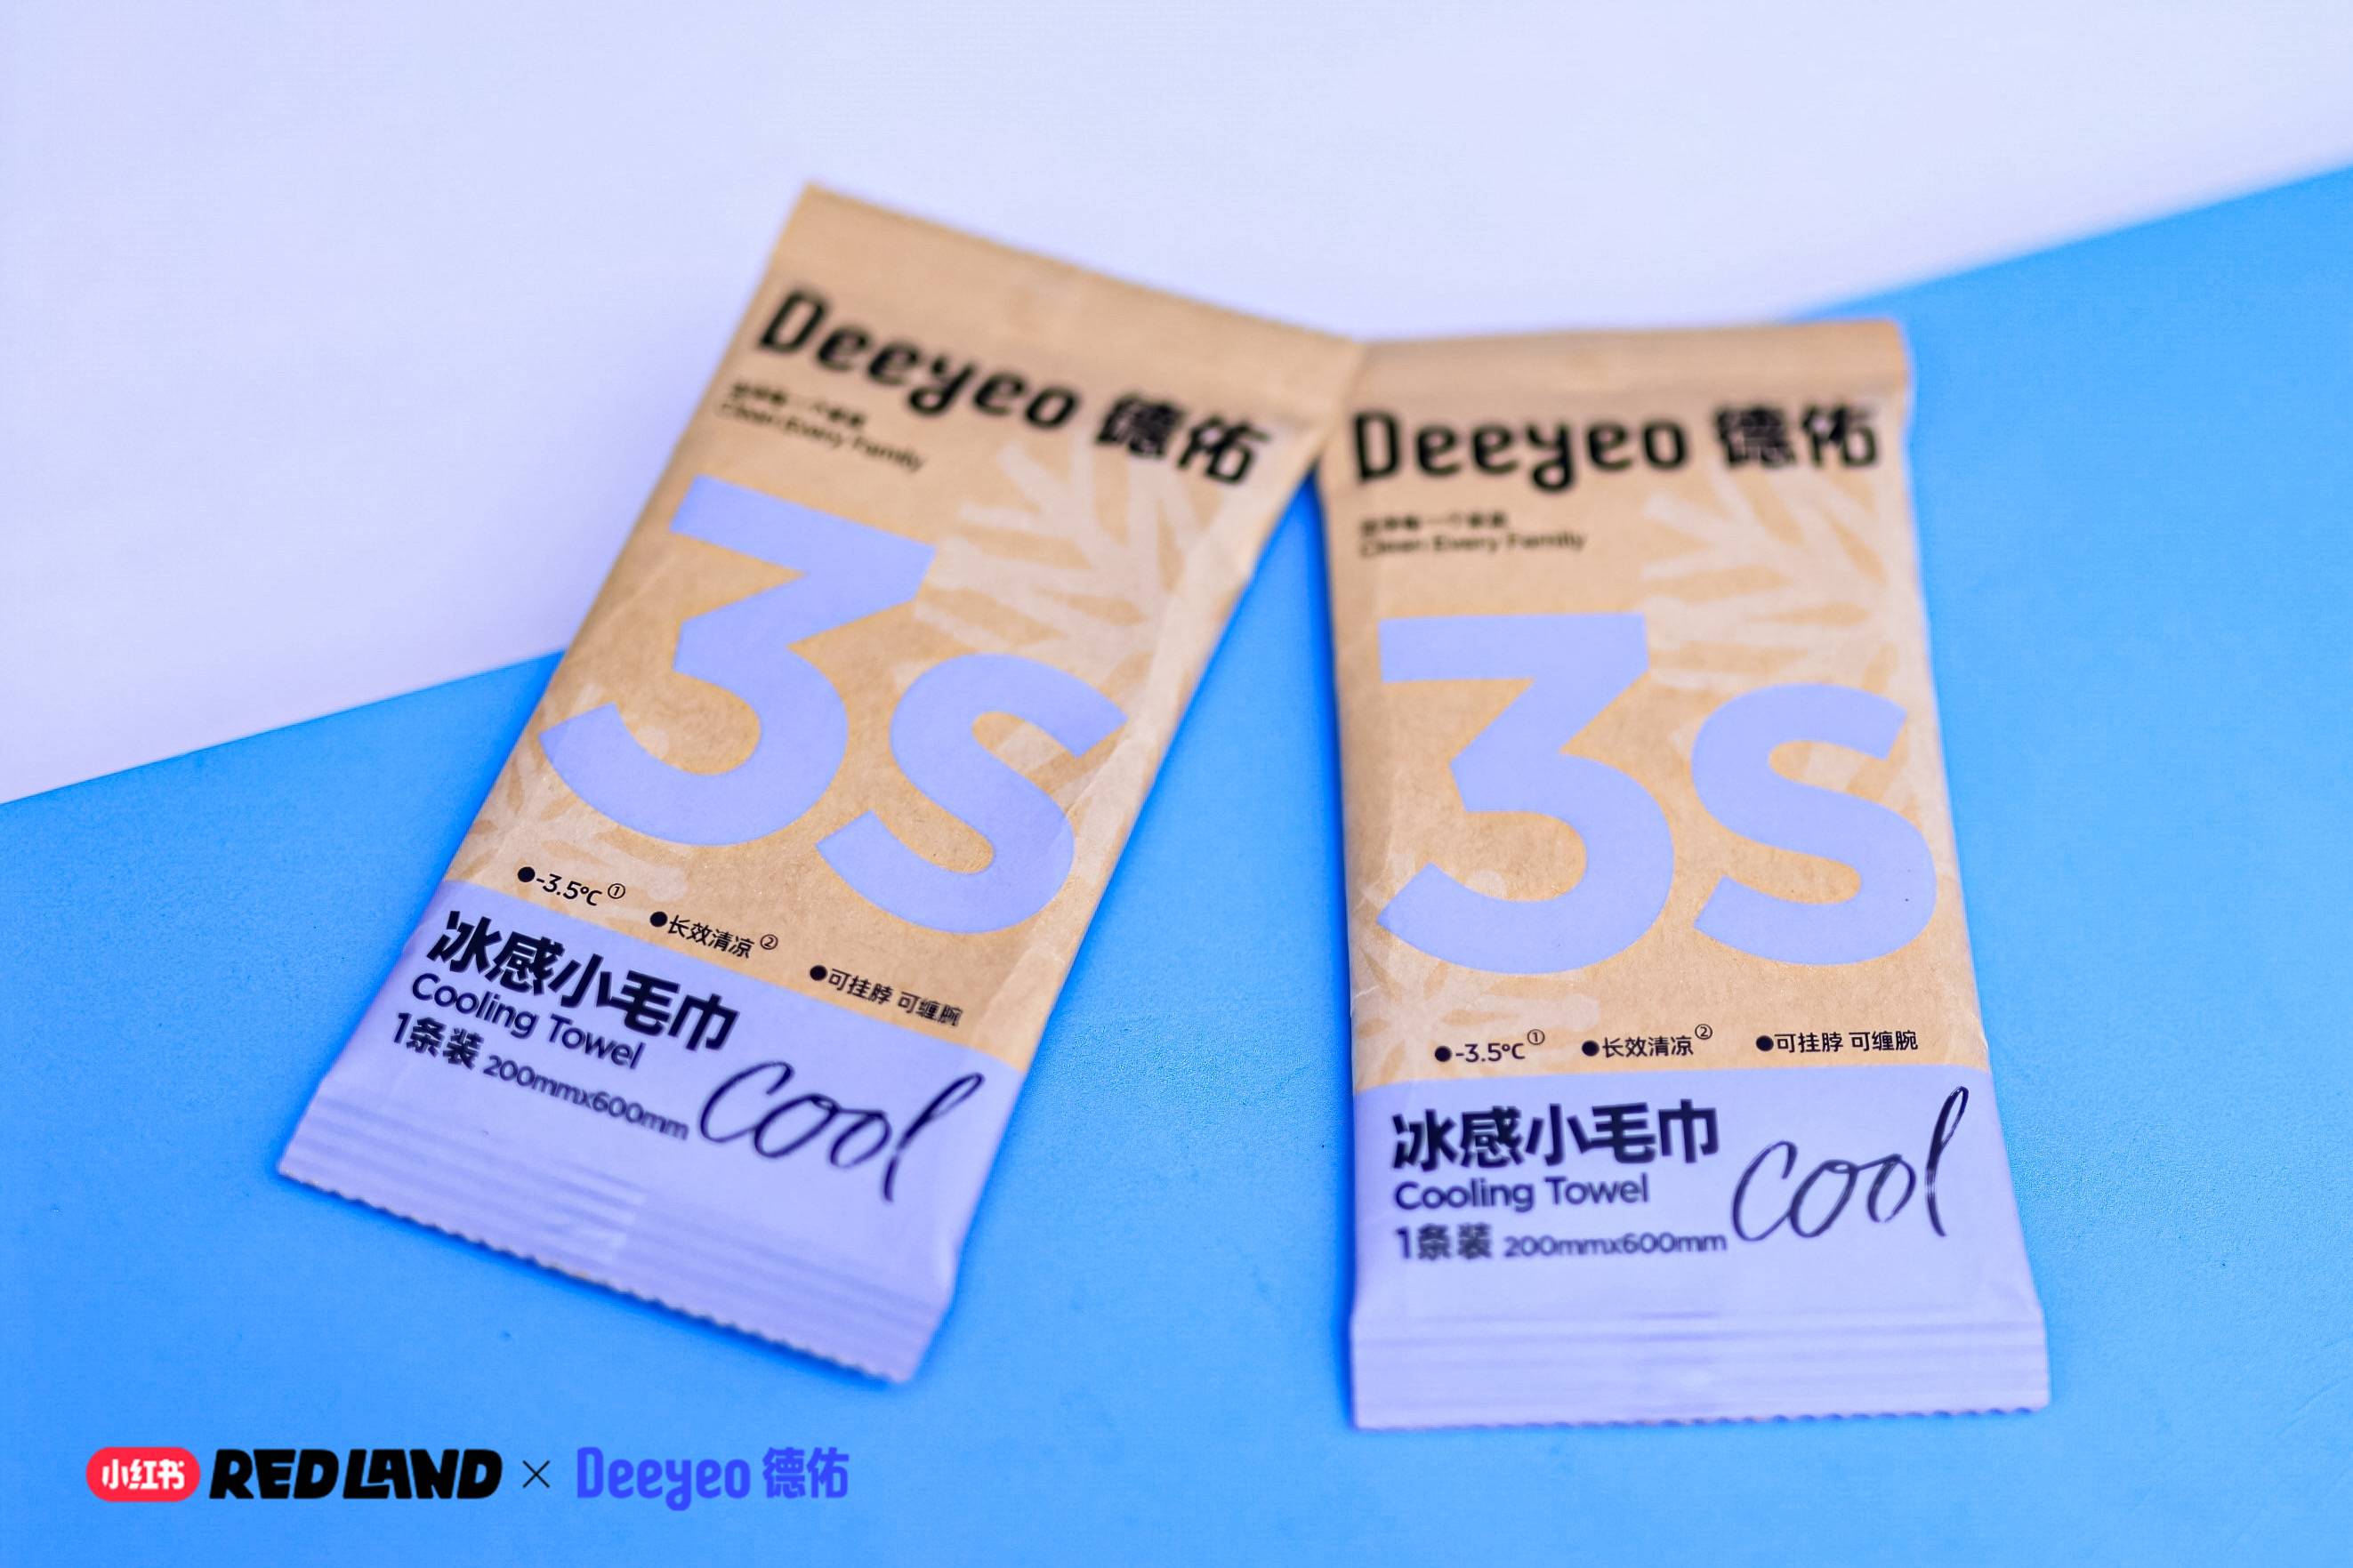 Deeyeo 德佑
Clean Every Family
3s
●-3.5℃① ●长效清凉② ●可挂脖 可缠腕
冰感小毛巾
Cooling Towel
1条装 200mmx600mm
cool
Deeyeo 德佑
Clean Every Family
3s
●-3.5℃① ●长效清凉② ●可挂脖 可缠腕
冰感小毛巾
Cooling Towel
1条装 200mmx600mm
cool
小红书 REDLAND × Deeyeo 德佑